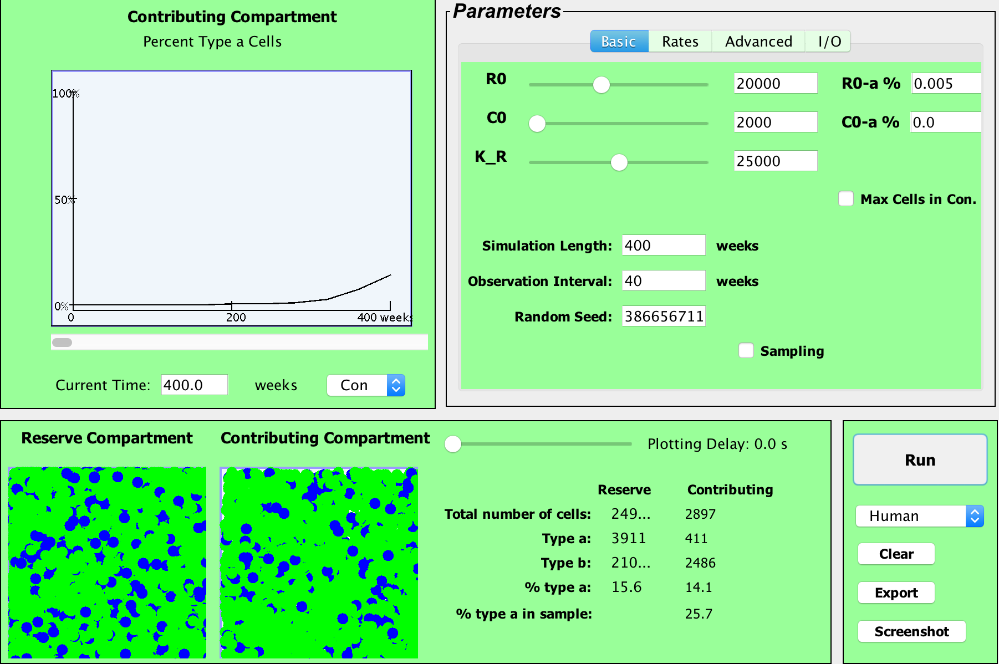 Contributing Compartment
Percent Type a Cells
100%
50%
0%
0 200 400 weeks
Current Time: 400.0 weeks Con
Parameters
Basic Rates Advanced I/O
R0 20000 R0-a % 0.005
C0 2000 C0-a % 0.0
K_R 25000
Max Cells in Con.
Simulation Length: 400 weeks
Observation Interval: 40 weeks
Random Seed: 386656711
Sampling
Reserve Compartment Contributing Compartment
Plotting Delay: 0.0 s
Reserve Contributing
Total number of cells: 249... 2897
Type a: 3911 411
Type b: 210... 2486
% type a: 15.6 14.1
% type a in sample: 25.7
Run
Human
Clear
Export
Screenshot